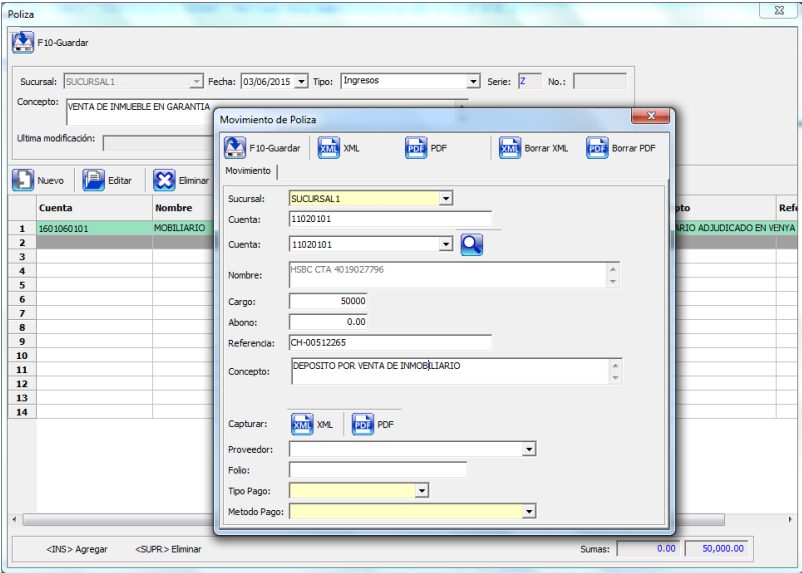 Poliza
F10-Guardar
Sucursal: SUCURSAL1 Fecha: 03/06/2015 Tipo: Ingresos Serie: Z No.:
Concepto: VENTA DE INMUEBLE EN GARANTIA
Ultima modificación:
Nuevo Editar Eliminar
Cuenta Nombre pto Refe
1 1601060101 MOBILIARIO ARIO ADJUDICADO EN VENYA
2
3
4
5
6
7
8
9
10
11
12
13
14
<INS> Agregar <SUPR> Eliminar Sumas: 0.00 50,000.00
Movimiento de Poliza
F10-Guardar XML XML PDF PDF XML Borrar XML PDF Borrar PDF
Movimiento
Sucursal: SUCURSAL1
Cuenta: 11020101
Cuenta: 11020101
Nombre: HSBC CTA 4019027796
Cargo: 50000
Abono: 0.00
Referencia: CH-00512265
Concepto: DEPOSITO POR VENTA DE INMOBILIARIO
Capturar: XML XML PDF PDF
Proveedor:
Folio:
Tipo Pago:
Metodo Pago: